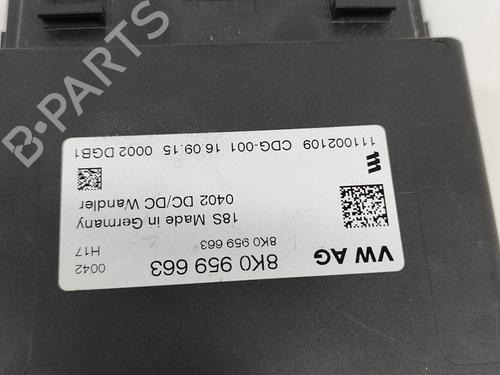 VW AG
8K0 959 663
8K0 959 663
0042
H17
18S Made in Germany
0402 DC/DC Wandler
111002109 CDG-001 16.09.15 0002 DGB1
B-PARTS